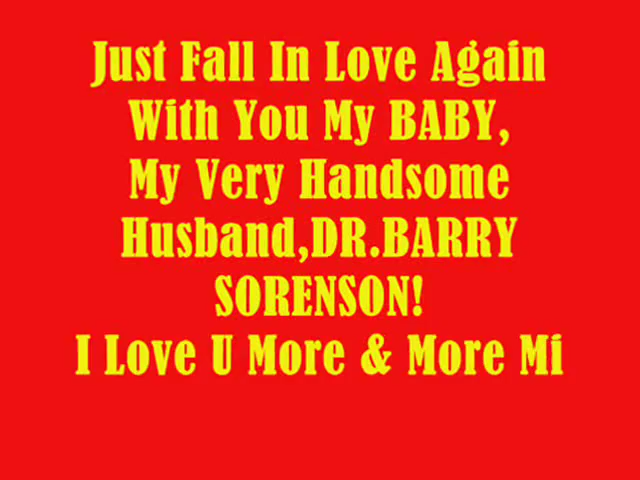 Just Fall In Love Again
With You My BABY,
My Very Handsome
Husband,DR.BARRY
SORENSON!
I Love U More & More Mi